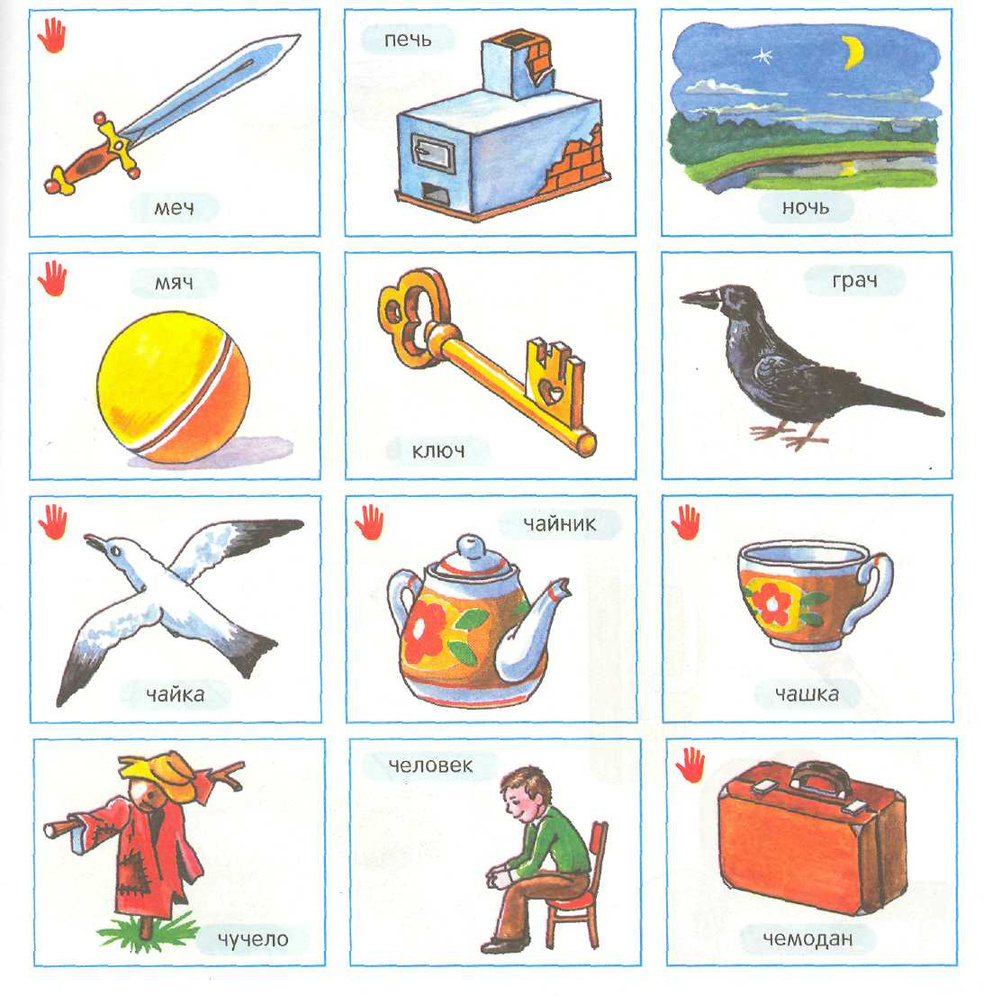 меч
печь
ночь
мяч
ключ
грач
чайка
чайник
чашка
чучело
человек
чемодан